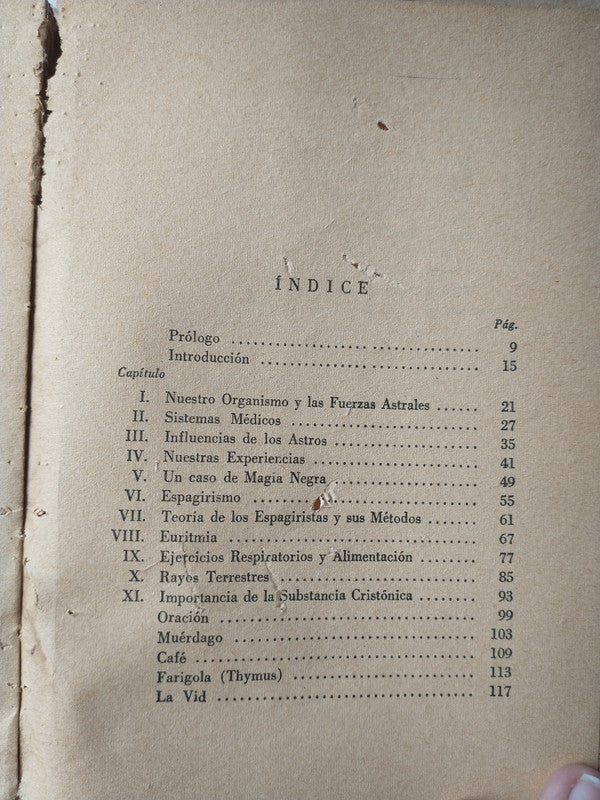 ÍNDICE
Pág.
Prólogo ........ 9
Introducción ........ 15
Capítulo
I. Nuestro Organismo y las Fuerzas Astrales ...... 21
II. Sistemas Médicos ........ 27
III. Influencias de los Astros ........ 35
IV. Nuestras Experiencias ........ 41
V. Un caso de Magia Negra ........ 49
VI. Espagirismo ........ 55
VII. Teoría de los Espagiristas y sus Métodos ....... 61
VIII. Euritmia ........ 67
IX. Ejercicios Respiratorios y Alimentación ........ 77
X. Rayos Terrestres ........ 85
XI. Importancia de la Substancia Cristónica ........ 93
Oración ........ 99
Muérdago ........ 103
Café ........ 109
Farigola (Thymus) ........ 113
La Vid ........ 117